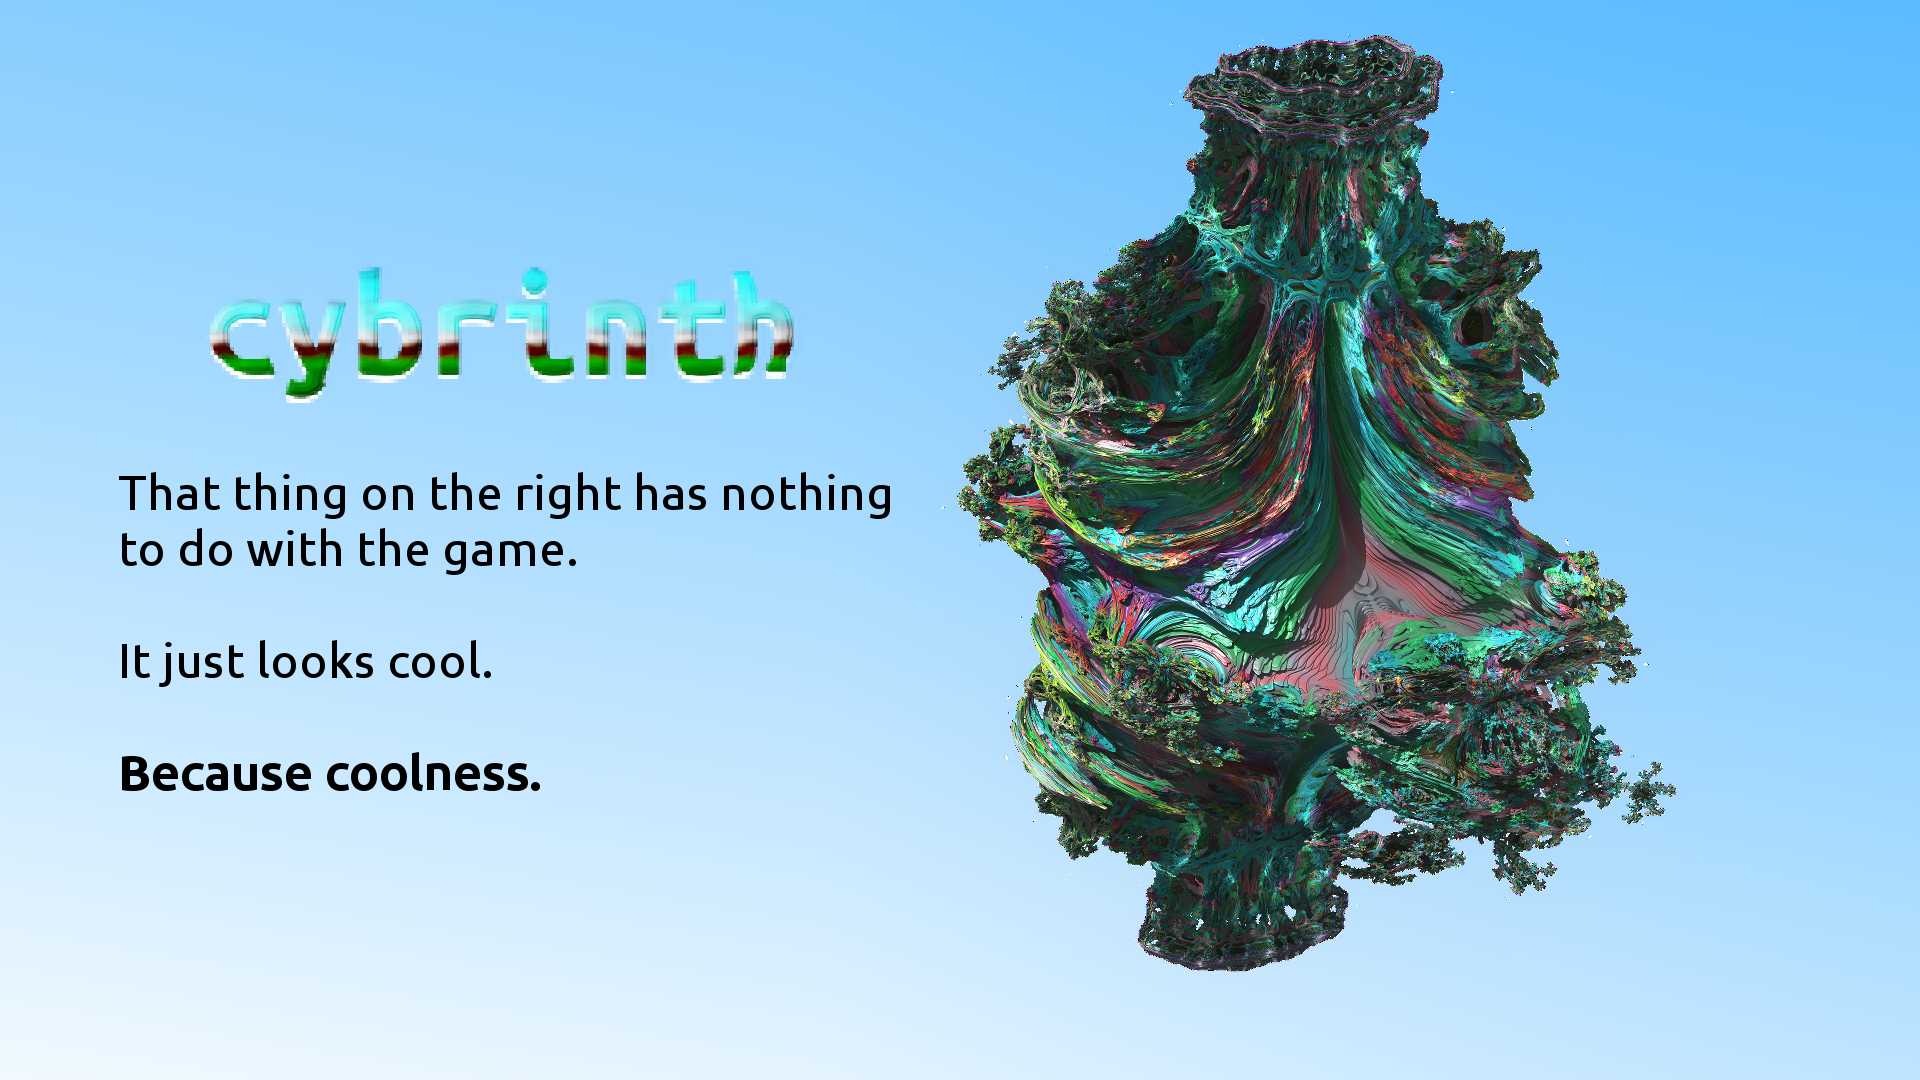 cybrinth
That thing on the right has nothing
to do with the game.
It just looks cool.
Because coolness.